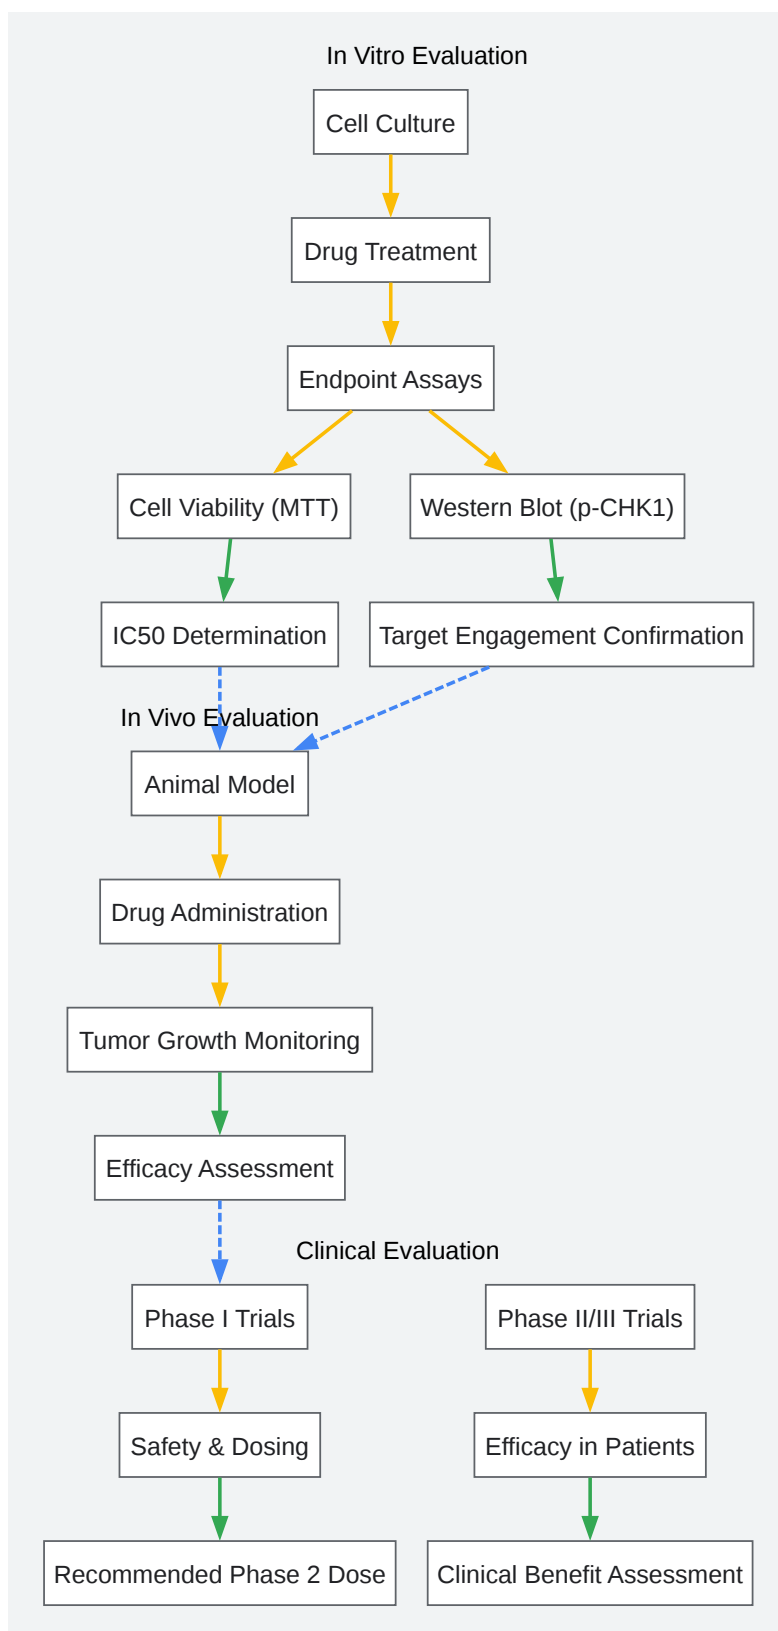 In Vitro Evaluation
Cell Culture
Drug Treatment
Endpoint Assays
Cell Viability (MTT)
Western Blot (p-CHK1)
IC50 Determination
Target Engagement Confirmation
In Vivo Evaluation
Animal Model
Drug Administration
Tumor Growth Monitoring
Efficacy Assessment
Clinical Evaluation
Phase I Trials
Phase II/III Trials
Safety & Dosing
Efficacy in Patients
Recommended Phase 2 Dose
Clinical Benefit Assessment